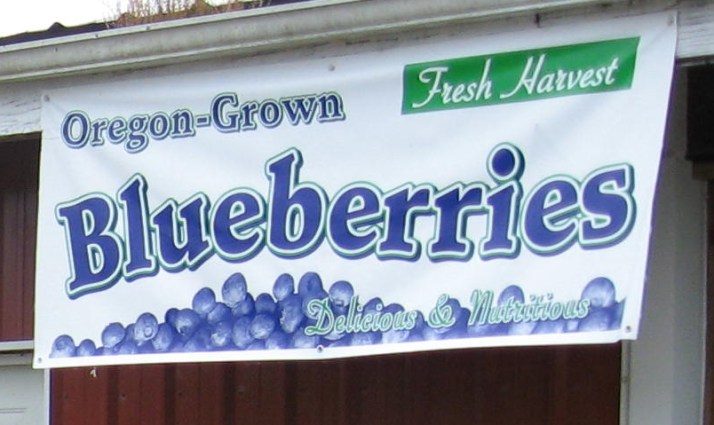 Fresh Harvest
Oregon-Grown
Blueberries
Delicious & Nutritious